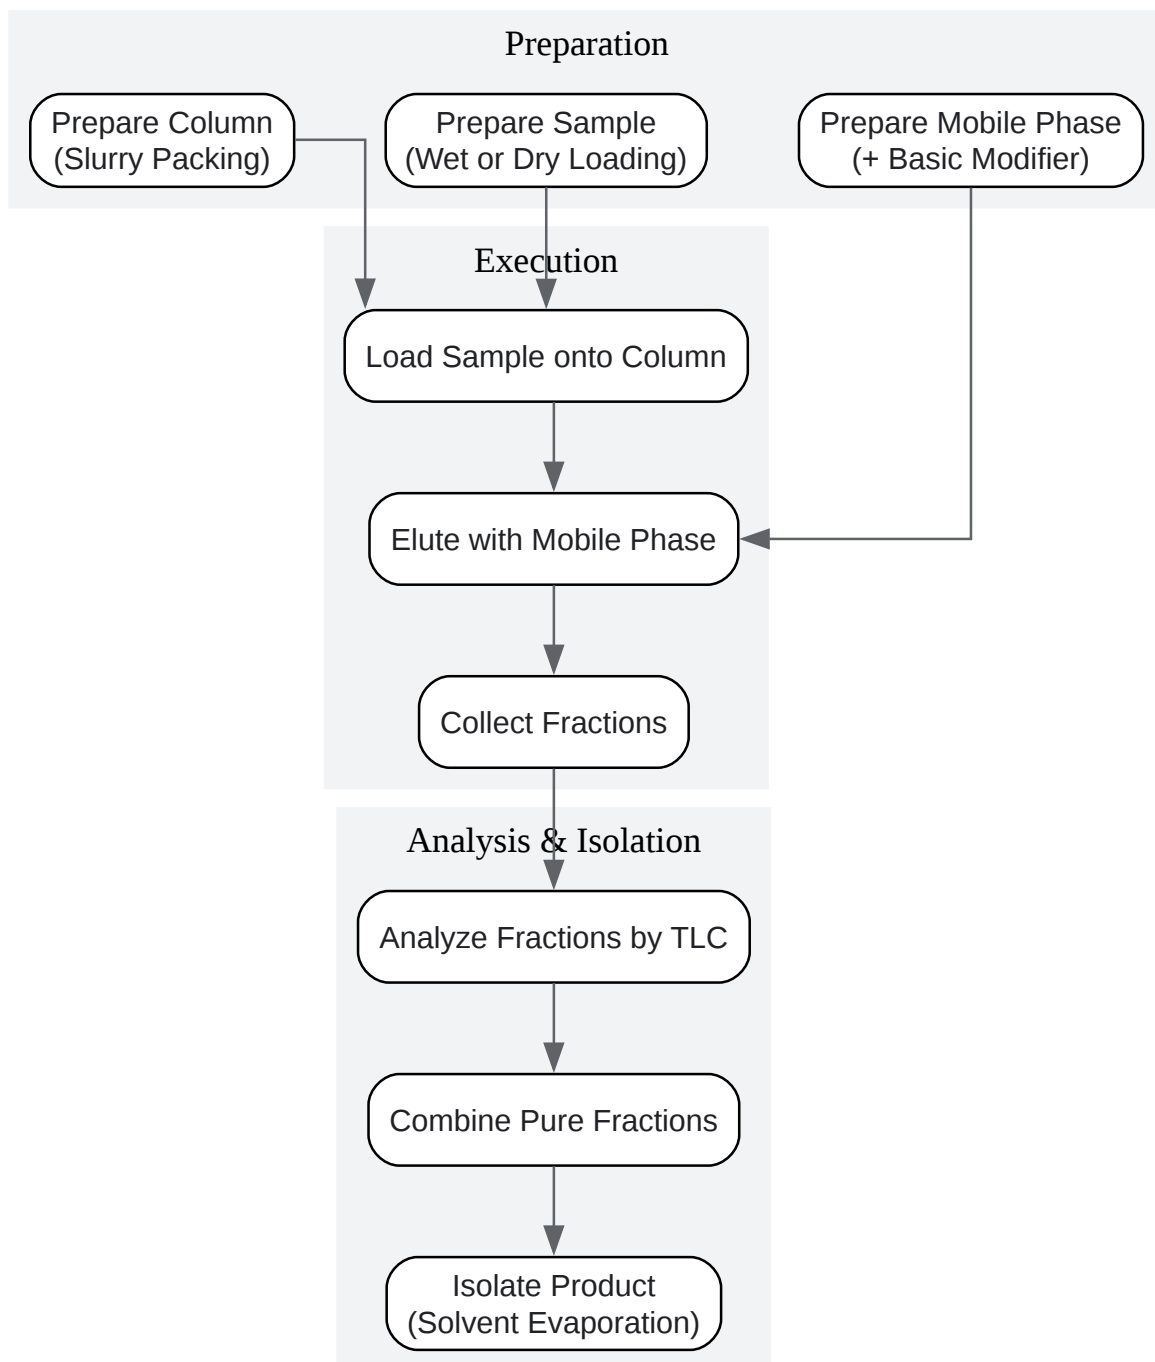 Preparation
Prepare Column
(Slurry Packing)
Prepare Sample
(Wet or Dry Loading)
Prepare Mobile Phase
(+ Basic Modifier)
Execution
Load Sample onto Column
Elute with Mobile Phase
Collect Fractions
Analysis & Isolation
Analyze Fractions by TLC
Combine Pure Fractions
Isolate Product
(Solvent Evaporation)